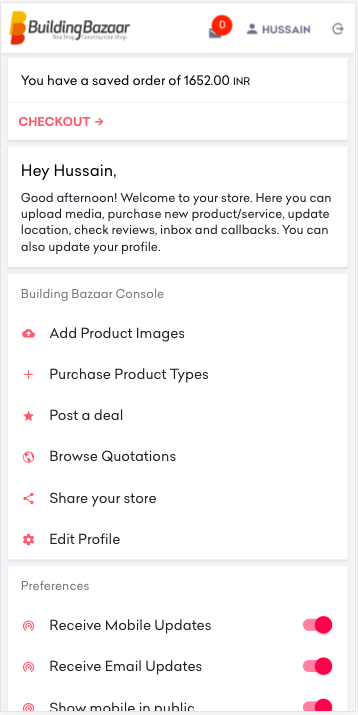 BuildingBazaar
One Stop Construction Shop
0
HUSSAIN
You have a saved order of 1652.00 INR
CHECKOUT →
Hey Hussain,
Good afternoon! Welcome to your store. Here you can
upload media, purchase new product/service, update
location, check reviews, inbox and callbacks. You can
also update your profile.
Building Bazaar Console
Add Product Images
Purchase Product Types
Post a deal
Browse Quotations
Share your store
Edit Profile
Preferences
Receive Mobile Updates
Receive Email Updates
Show mobile in public